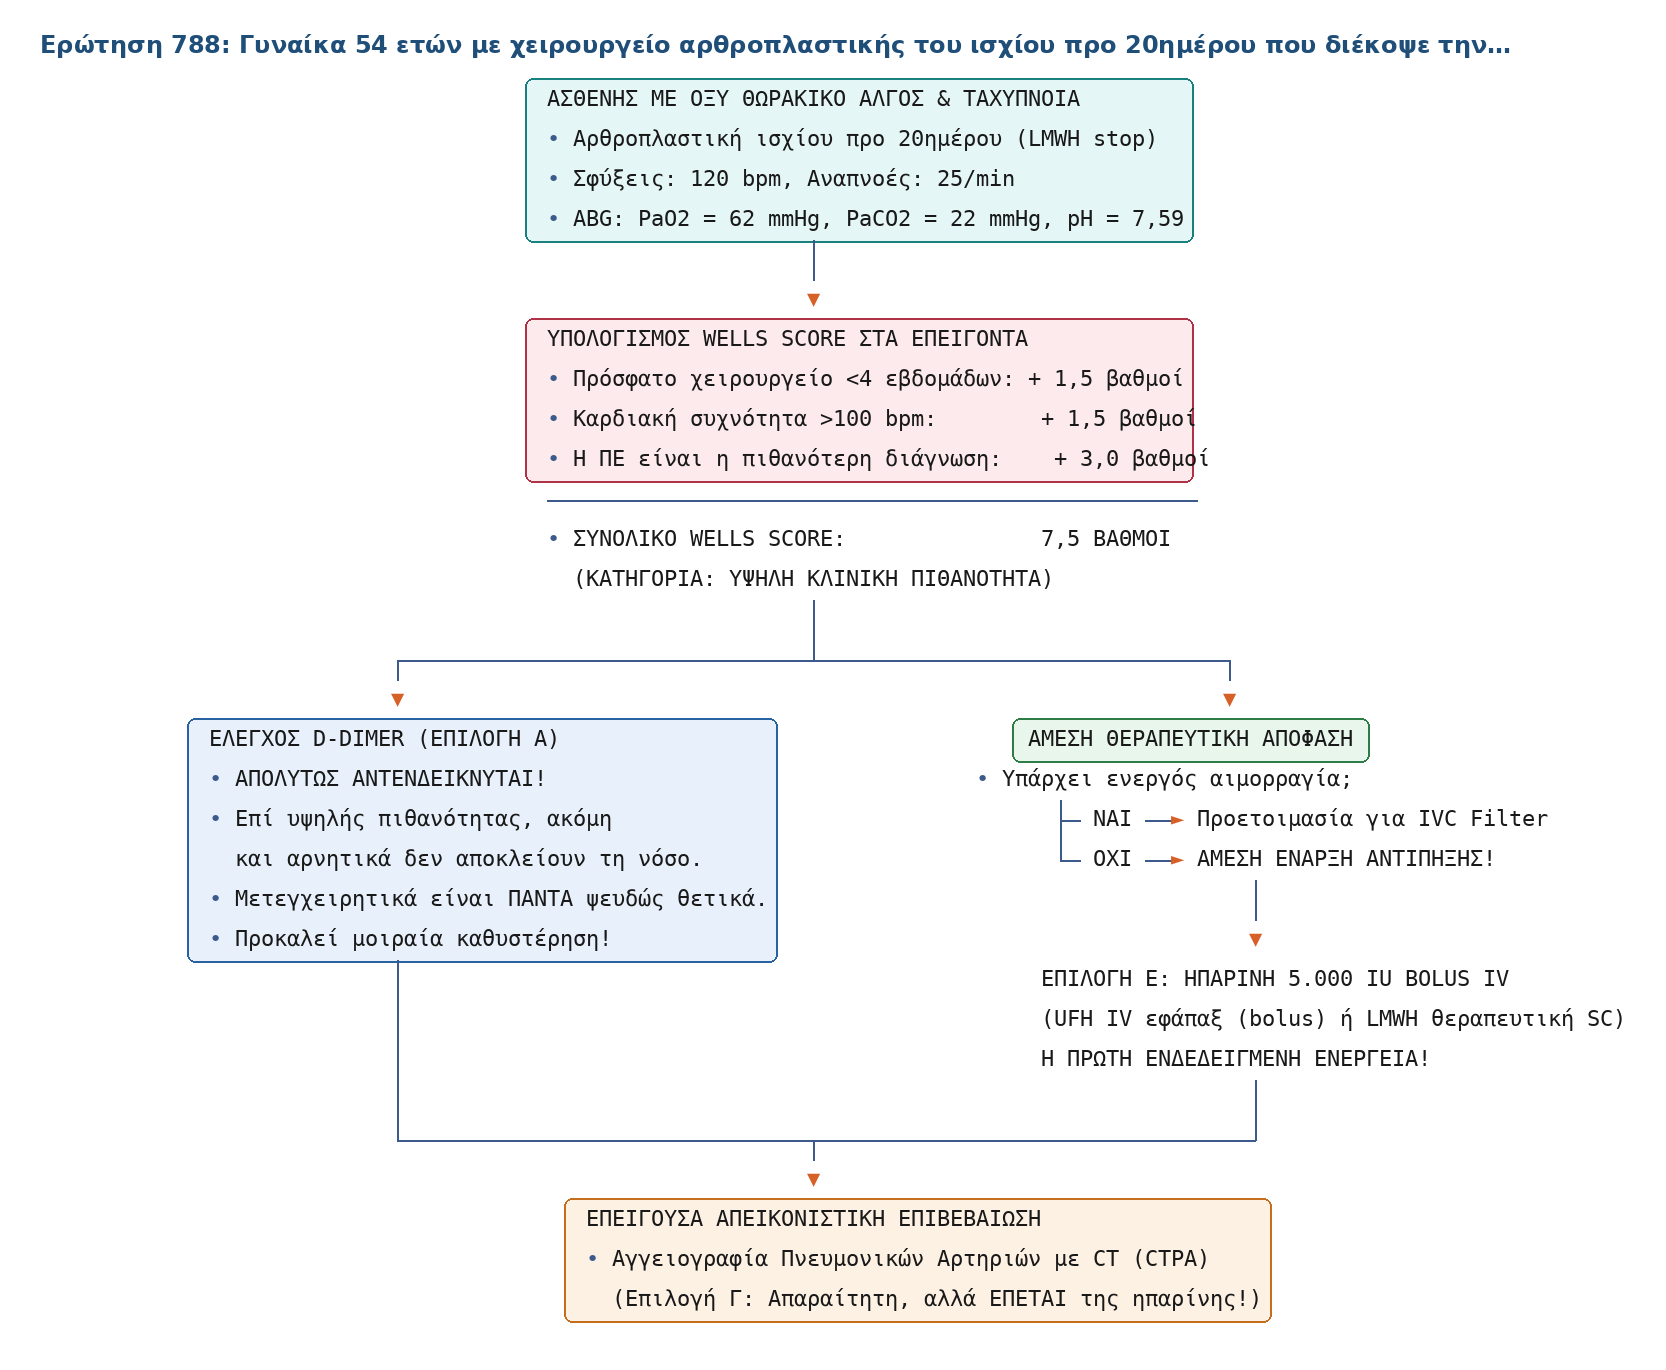 Ερώτηση 788: Γυναίκα 54 ετών με χειρουργείο αρθροπλαστικής του ισχίου προ 20ημέρου που διέκοψε την...
ΑΣΘΕΝΗΣ ΜΕ ΟΞΥ ΘΩΡΑΚΙΚΟ ΑΛΓΟΣ & ΤΑΧΥΠΝΟΙΑ
• Αρθροπλαστική ισχίου προ 20ημέρου (LMWH stop)
• Σφύξεις: 120 bpm, Αναπνοές: 25/min
• ABG: PaO2 = 62 mmHg, PaCO2 = 22 mmHg, pH = 7,59
ΥΠΟΛΟΓΙΣΜΟΣ WELLS SCORE ΣΤΑ ΕΠΕΙΓΟΝΤΑ
• Πρόσφατο χειρουργείο <4 εβδομάδων: + 1,5 βαθμοί
• Καρδιακή συχνότητα >100 bpm: + 1,5 βαθμοί
• Η ΠΕ είναι η πιθανότερη διάγνωση: + 3,0 βαθμοί
• ΣΥΝΟΛΙΚΟ WELLS SCORE: 7,5 ΒΑΘΜΟΙ
(ΚΑΤΗΓΟΡΙΑ: ΥΨΗΛΗ ΚΛΙΝΙΚΗ ΠΙΘΑΝΟΤΗΤΑ)
ΕΛΕΓΧΟΣ D-DIMER (ΕΠΙΛΟΓΗ Α)
• ΑΠΟΛΥΤΩΣ ΑΝΤΕΝΔΕΙΚΝΥΤΑΙ!
• Επί υψηλής πιθανότητας, ακόμη
και αρνητικά δεν αποκλείουν τη νόσο.
• Μετεγχειρητικά είναι ΠΑΝΤΑ ψευδώς θετικά.
• Προκαλεί μοιραία καθυστέρηση!
ΑΜΕΣΗ ΘΕΡΑΠΕΥΤΙΚΗ ΑΠΟΦΑΣΗ
• Υπάρχει ενεργός αιμορραγία;
ΝΑΙ ─► Προετοιμασία για IVC Filter
ΟΧΙ ─► ΑΜΕΣΗ ΕΝΑΡΞΗ ΑΝΤΙΠΗΞΗΣ!
ΕΠΙΛΟΓΗ Ε: ΗΠΑΡΙΝΗ 5.000 IU BOLUS IV
(UFH IV εφάπαξ (bolus) ή LMWH θεραπευτική SC)
Η ΠΡΩΤΗ ΕΝΔΕΔΕΙΓΜΕΝΗ ΕΝΕΡΓΕΙΑ!
ΕΠΕΙΓΟΥΣΑ ΑΠΕΙΚΟΝΙΣΤΙΚΗ ΕΠΙΒΕΒΑΙΩΣΗ
• Αγγειογραφία Πνευμονικών Αρτηριών με CT (CTPA)
(Επιλογή Γ: Απαραίτητη, αλλά ΕΠΕΤΑΙ της ηπαρίνης!)